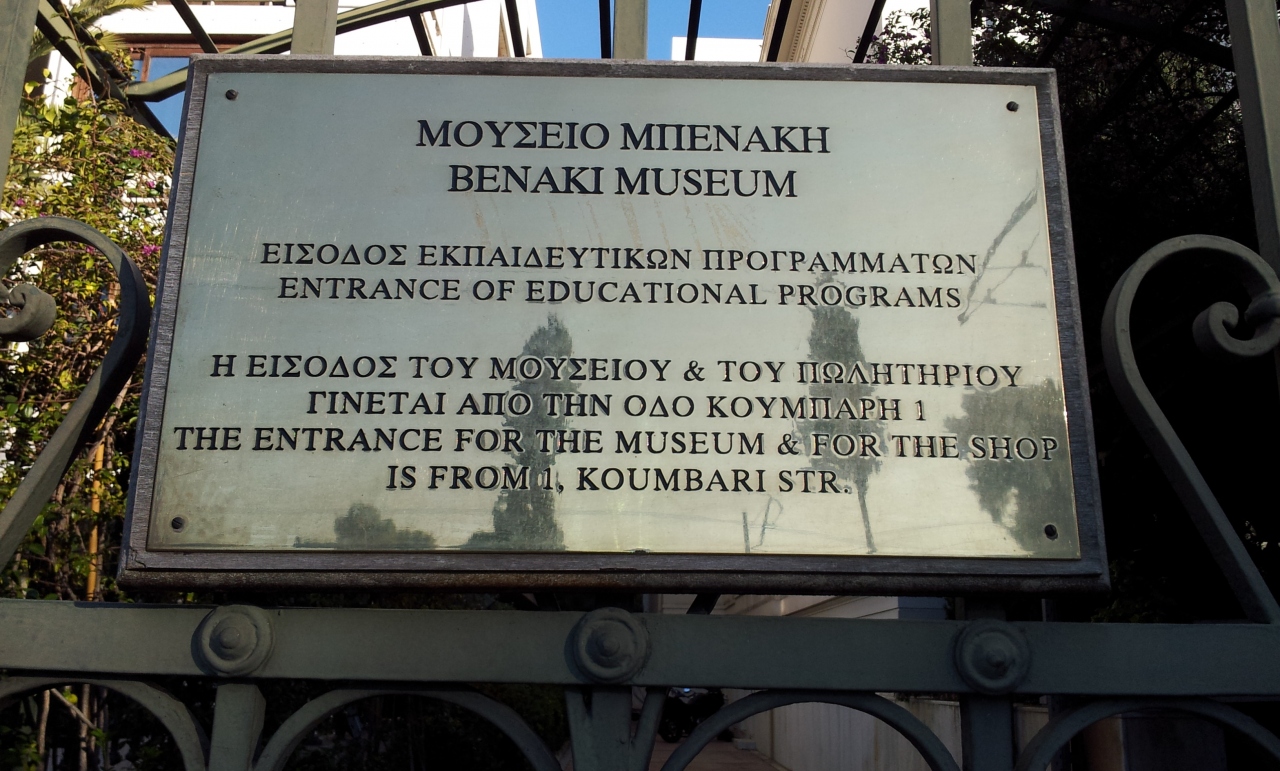 ΜΟΥΣΕΙΟ ΜΠΕΝΑΚΗ
BENAKI MUSEUM
ΕΙΣΟΔΟΣ ΕΚΠΑΙΔΕΥΤΙΚΩΝ ΠΡΟΓΡΑΜΜΑΤΩΝ
ENTRANCE OF EDUCATIONAL PROGRAMS
Η ΕΙΣΟΔΟΣ ΤΟΥ ΜΟΥΣΕΙΟΥ & ΤΟΥ ΠΩΛΗΤΗΡΙΟΥ
ΓΙΝΕΤΑΙ ΑΠΟ ΤΗΝ ΟΔΟ ΚΟΥΜΠΑΡΗ 1
THE ENTRANCE FOR THE MUSEUM & FOR THE SHOP
IS FROM 1, KOUMBARI STR.